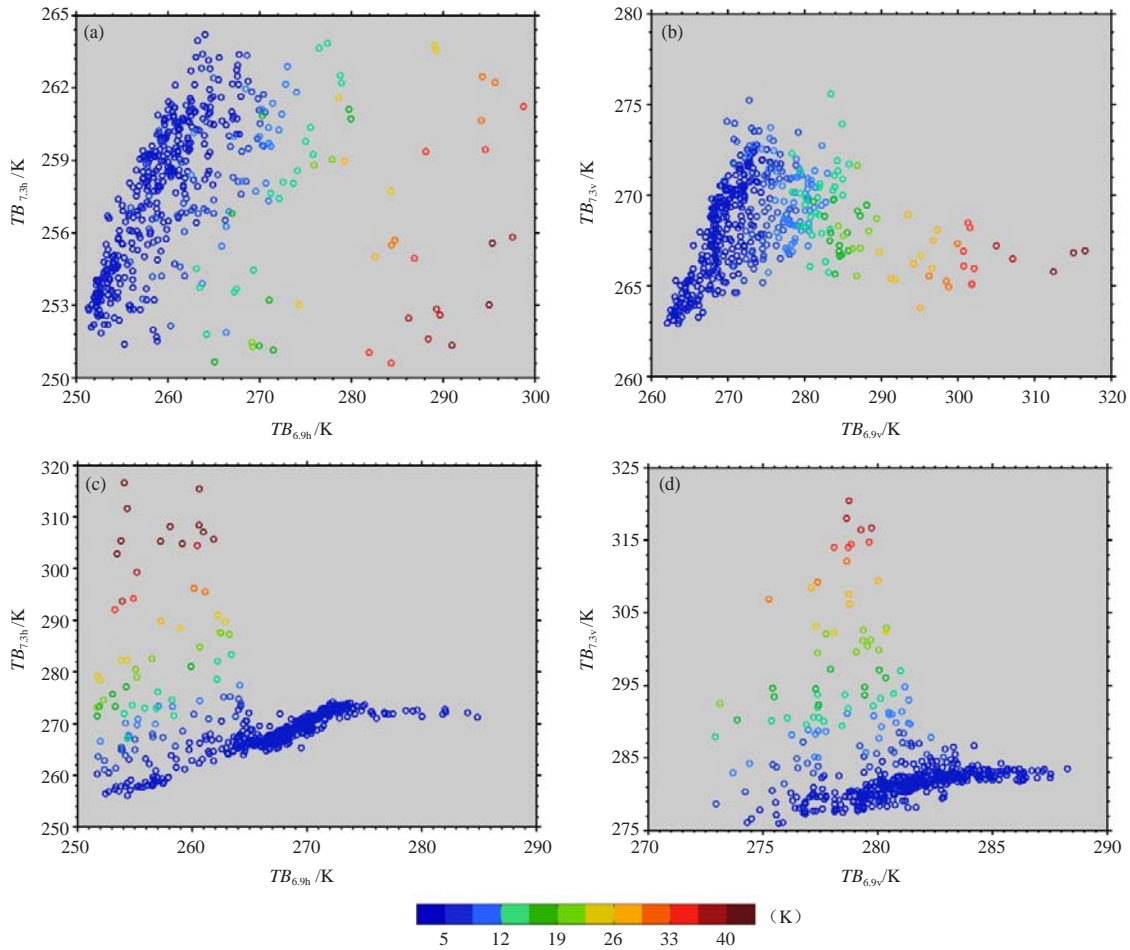 265
262
259
256
253
250
(a)
TB7.3h /K
250 260 270 280 290 300
TB6.9h /K
280
275
270
265
260
(b)
TB7.3v /K
260 270 280 290 300 310 320
TB6.9v/K
320
310
300
290
280
270
260
250
(c)
TB7.3h /K
250 260 270 280 290
TB6.9h /K
325
315
305
295
285
275
(d)
TB7.3v /K
270 275 280 285 290
TB6.9v/K
5 12 19 26 33 40
（K）